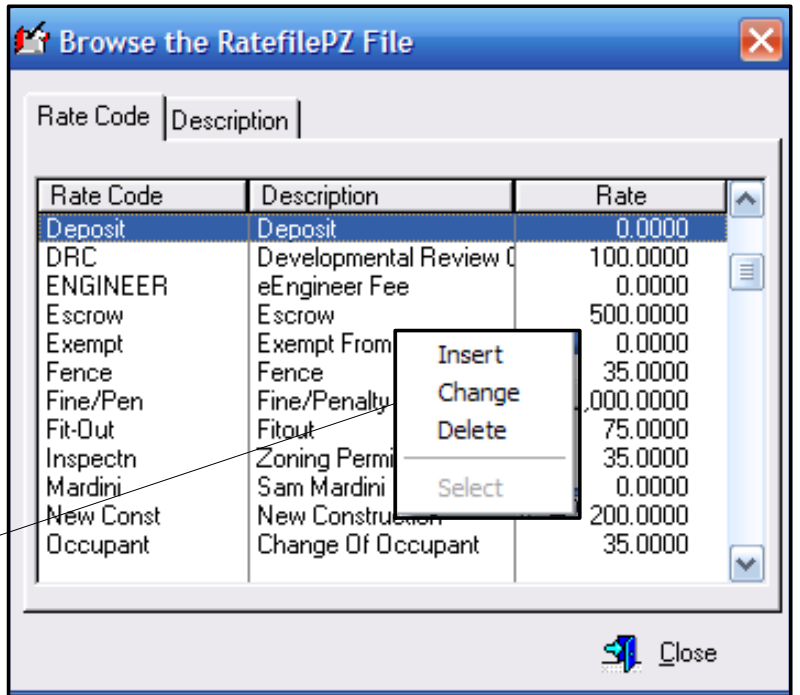 Browse the RatefilePZ File
Rate Code Description
Rate Code Description Rate
Deposit Deposit 0.0000
DRC Developmental Review 100.0000
ENGINEER eEngineer Fee 0.0000
Escrow Escrow 500.0000
Exempt Exempt From 0.0000
Fence Fence 35.0000
Fine/Pen Fine/Penalty ,000.0000
Fit-Out Fitout 75.0000
Inspectn Zoning Permi 35.0000
Mardini Sam Mardini 0.0000
New Const New Construction 200.0000
Occupant Change Of Occupant 35.0000
Insert
Change
Delete
Select
Close